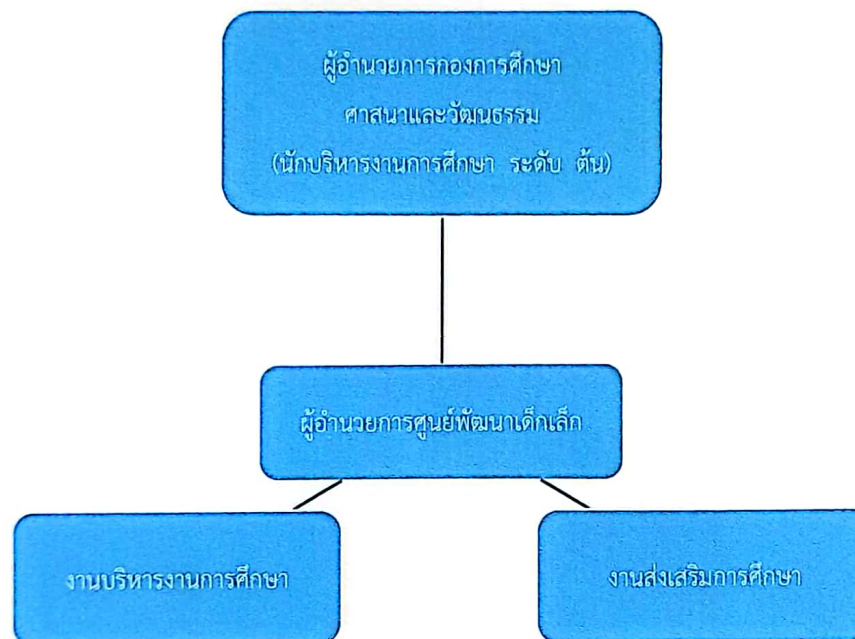 ผู้อำนวยการกองการศึกษา
ศาสนาและวัฒนธรรม
(นักบริหารงานการศึกษา ระดับ ต้น)
ผู้อำนวยการศูนย์พัฒนาเด็กเล็ก
งานบริหารงานการศึกษา
งานส่งเสริมการศึกษา